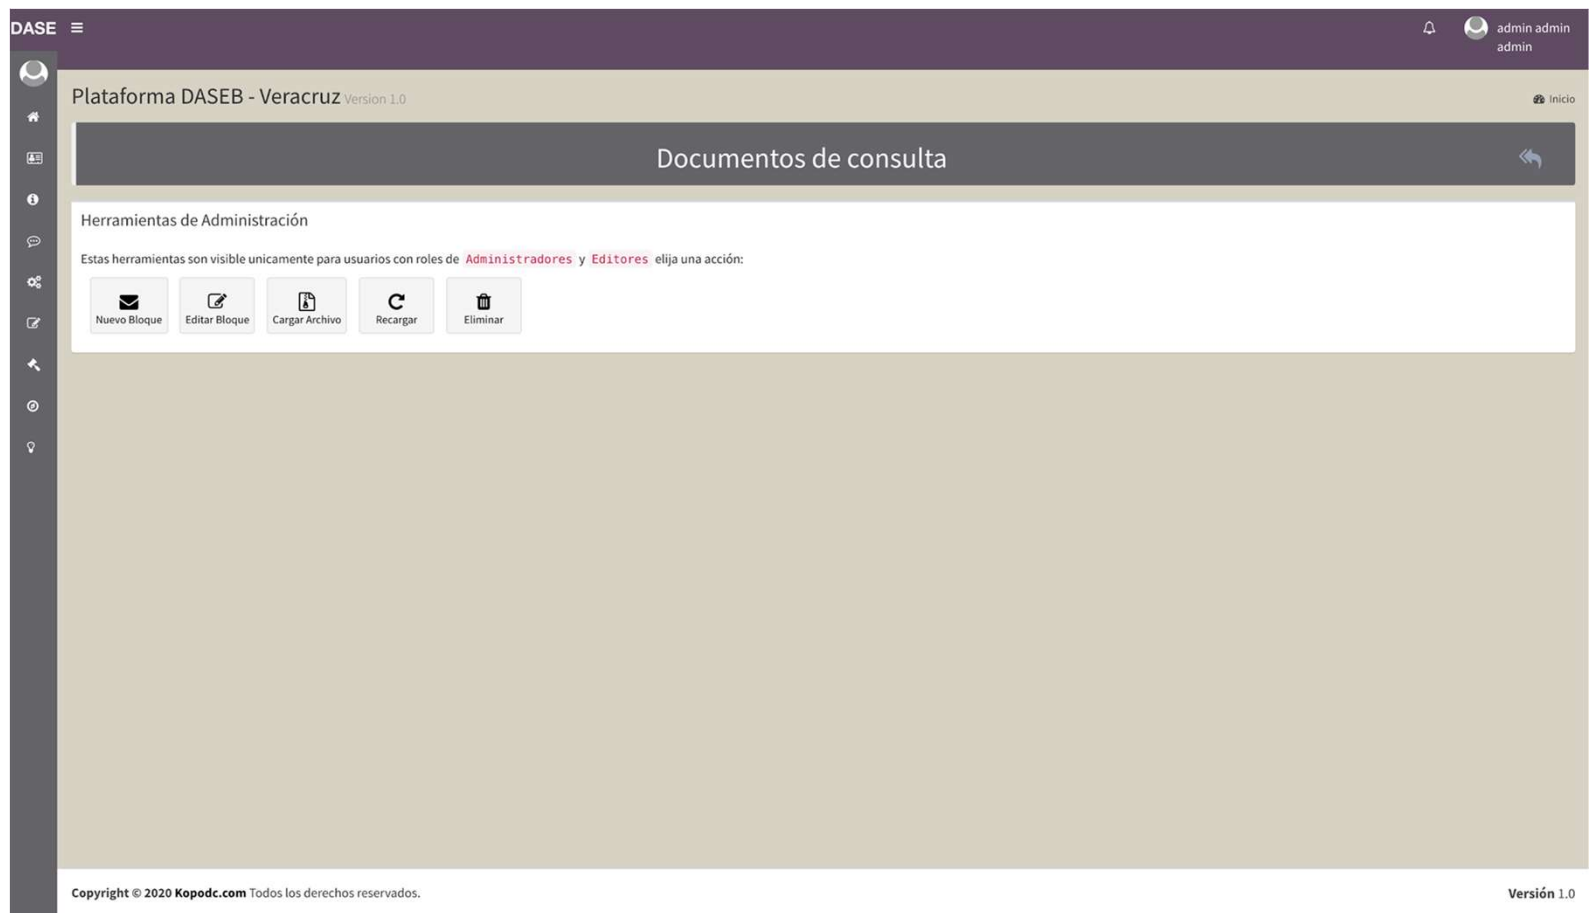 DASE
admin admin
admin
Plataforma DASEB - Veracruz Version 1.0
Inicio
Documentos de consulta
Herramientas de Administración
Estas herramientas son visible unicamente para usuarios con roles de Administradores y Editores elija una acción:
Nuevo Bloque Editar Bloque Cargar Archivo Recargar Eliminar
Copyright © 2020 Kopodc.com Todos los derechos reservados.
Versión 1.0